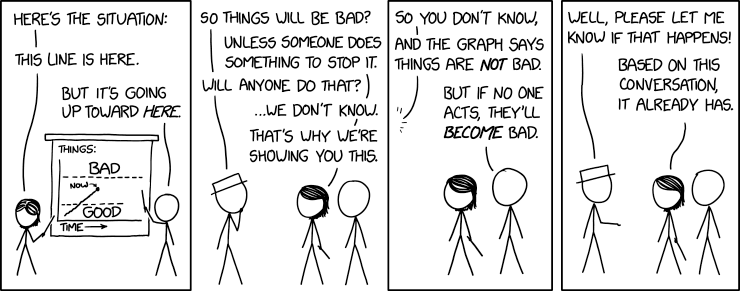 HERE'S THE SITUATION:
THIS LINE IS HERE.
BUT IT'S GOING
UP TOWARD HERE.
THINGS:
BAD
NOW
GOOD
TIME
SO THINGS WILL BE BAD?
UNLESS SOMEONE DOES
SOMETHING TO STOP IT.
WILL ANYONE DO THAT?
...WE DON'T KNOW.
THAT'S WHY WE'RE
SHOWING YOU THIS.
SO YOU DON'T KNOW,
AND THE GRAPH SAYS
THINGS ARE NOT BAD.
BUT IF NO ONE
ACTS, THEY'LL
BECOME BAD.
WELL, PLEASE LET ME
KNOW IF THAT HAPPENS!
BASED ON THIS
CONVERSATION,
IT ALREADY HAS.